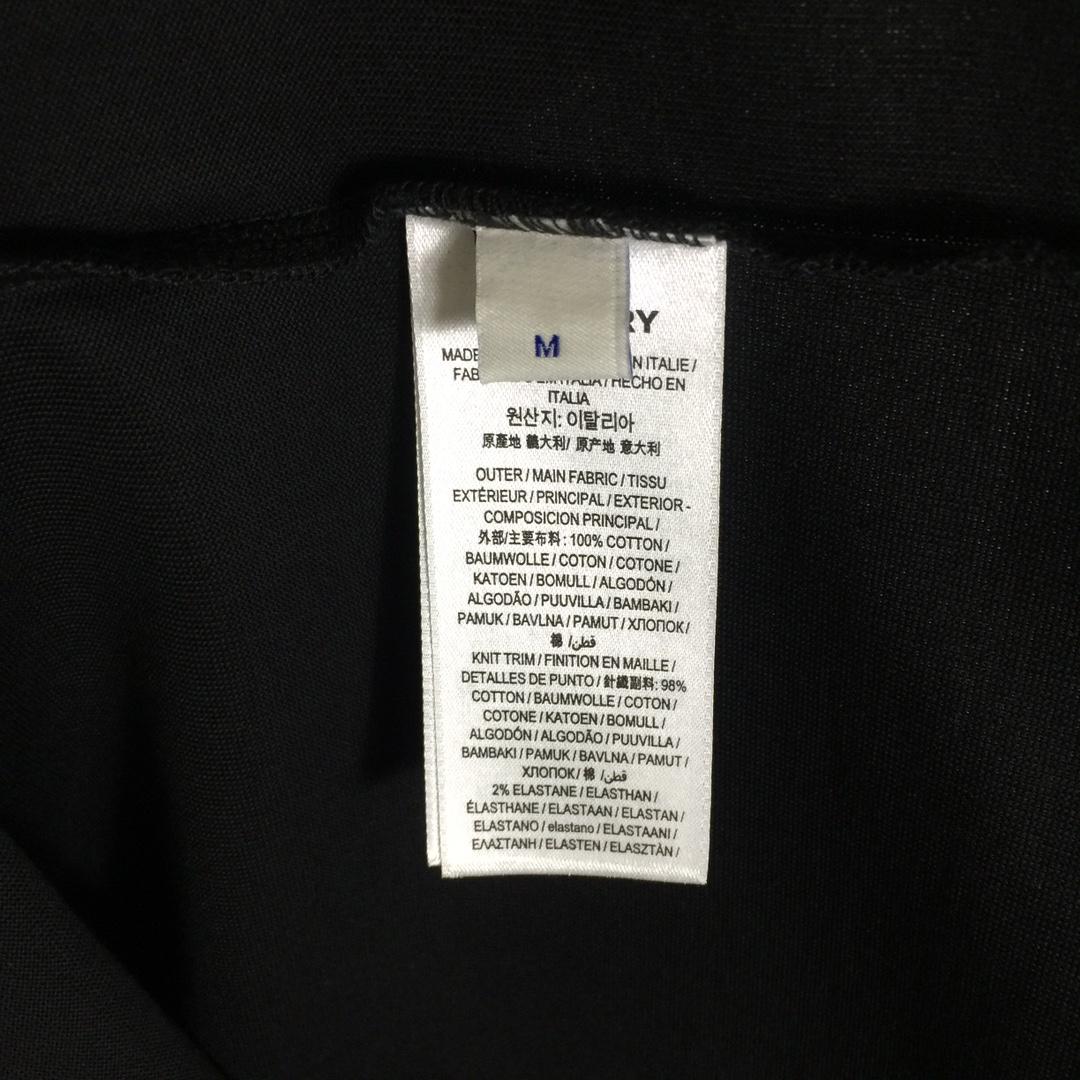 RY
M
MADE N ITALIE /
FAB ITALIA / HECHO EN
ITALIA
원산지: 이탈리아
原產地 義大利/ 原产地 意大利
OUTER / MAIN FABRIC / TISSU
EXTÉRIEUR / PRINCIPAL / EXTERIOR -
COMPOSICION PRINCIPAL /
外部/主要布料: 100% COTTON /
BAUMWOLLE / COTON / COTONE /
KATOEN / BOMULL / ALGODÓN /
ALGODÃO / PUUVILLA / BAMBAKI /
PAMUK / BAVLNA / PAMUT / ХЛОПОК /
棉 / قطن/
KNIT TRIM / FINITION EN MAILLE /
DETALLES DE PUNTO / 針織副料: 98%
COTTON / BAUMWOLLE / COTON /
COTONE / KATOEN / BOMULL /
ALGODÓN / ALGODÃO / PUUVILLA /
BAMBAKI / PAMUK / BAVLNA / PAMUT /
ХЛОПОК / 棉 / قطن/
2% ELASTANE / ELASTHAN /
ÉLASTHANE / ELASTAAN / ELASTAN /
ELASTANO / elastano / ELASTAANI /
ΕΛΑΣΤΑΝΗ / ELASTEN / ELASZTÀN /